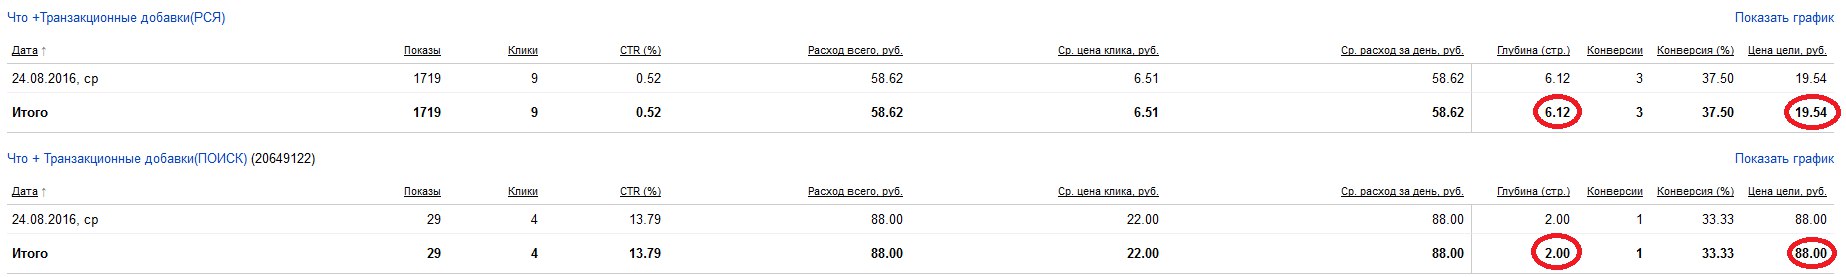 Что +Транзакционные добавки(РСЯ) Показать график
Дата ↑ Показы Клики CTR (%) Расход всего, руб. Ср. цена клика, руб. Ср. расход за день, руб. Глубина (стр.) Конверсии Конверсия (%) Цена цели, руб.
24.08.2016, ср 1719 9 0.52 58.62 6.51 58.62 6.12 3 37.50 19.54
Итого 1719 9 0.52 58.62 6.51 58.62 6.12 3 37.50 19.54
Что + Транзакционные добавки(ПОИСК) (20649122) Показать график
Дата ↑ Показы Клики CTR (%) Расход всего, руб. Ср. цена клика, руб. Ср. расход за день, руб. Глубина (стр.) Конверсии Конверсия (%) Цена цели, руб.
24.08.2016, ср 29 4 13.79 88.00 22.00 88.00 2.00 1 33.33 88.00
Итого 29 4 13.79 88.00 22.00 88.00 2.00 1 33.33 88.00